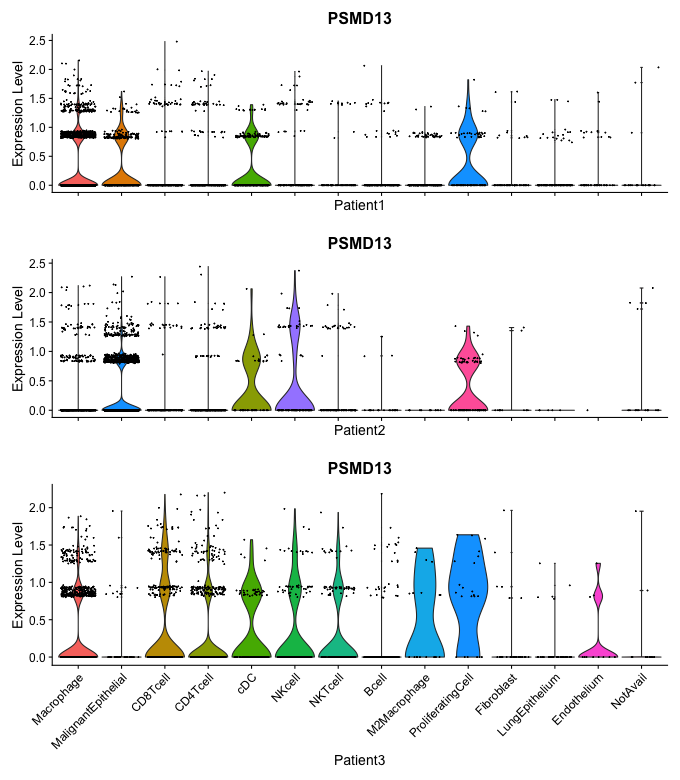 PSMD13
Expression Level
2.5
2.0
1.5
1.0
0.5
0.0
Patient1
PSMD13
Expression Level
2.5
2.0
1.5
1.0
0.5
0.0
Patient2
PSMD13
Expression Level
2.0
1.5
1.0
0.5
0.0
Macrophage
MalignantEpithelial
CD8Tcell
CD4Tcell
cDC
NKcell
NKTcell
Bcell
M2Macrophage
ProliferatingCell
Fibroblast
LungEpithelium
Endothelium
NotAvail
Patient3